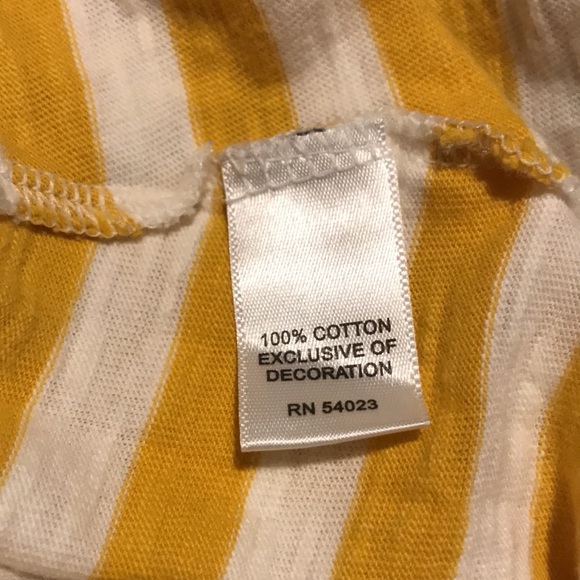 100% COTTON
EXCLUSIVE OF
DECORATION
RN 54023